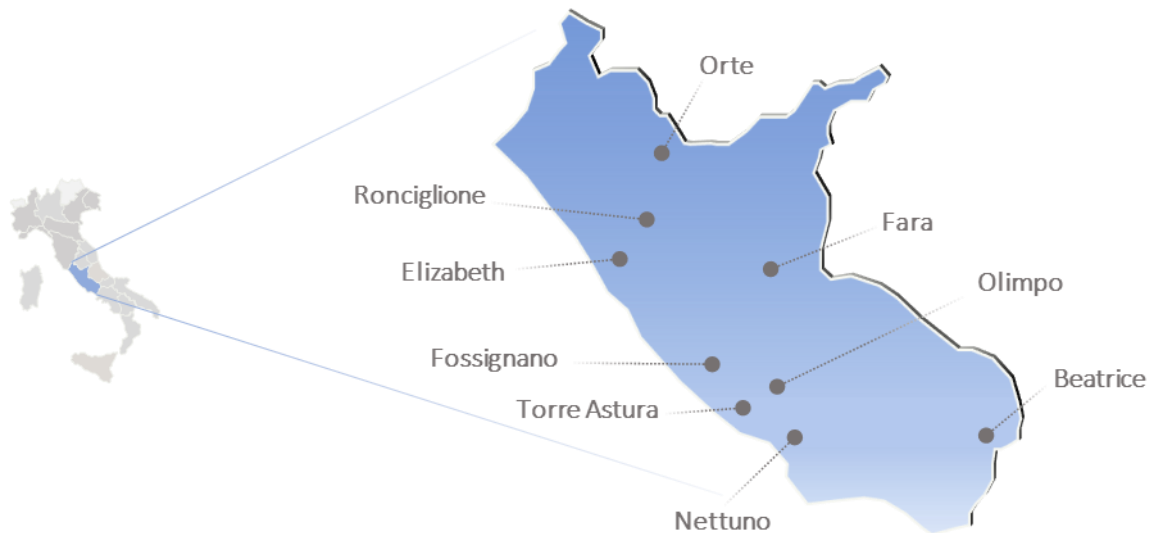 Orte
Ronciglione
Fara
Elizabeth
Olimpo
Fossignano
Beatrice
Torre Astura
Nettuno